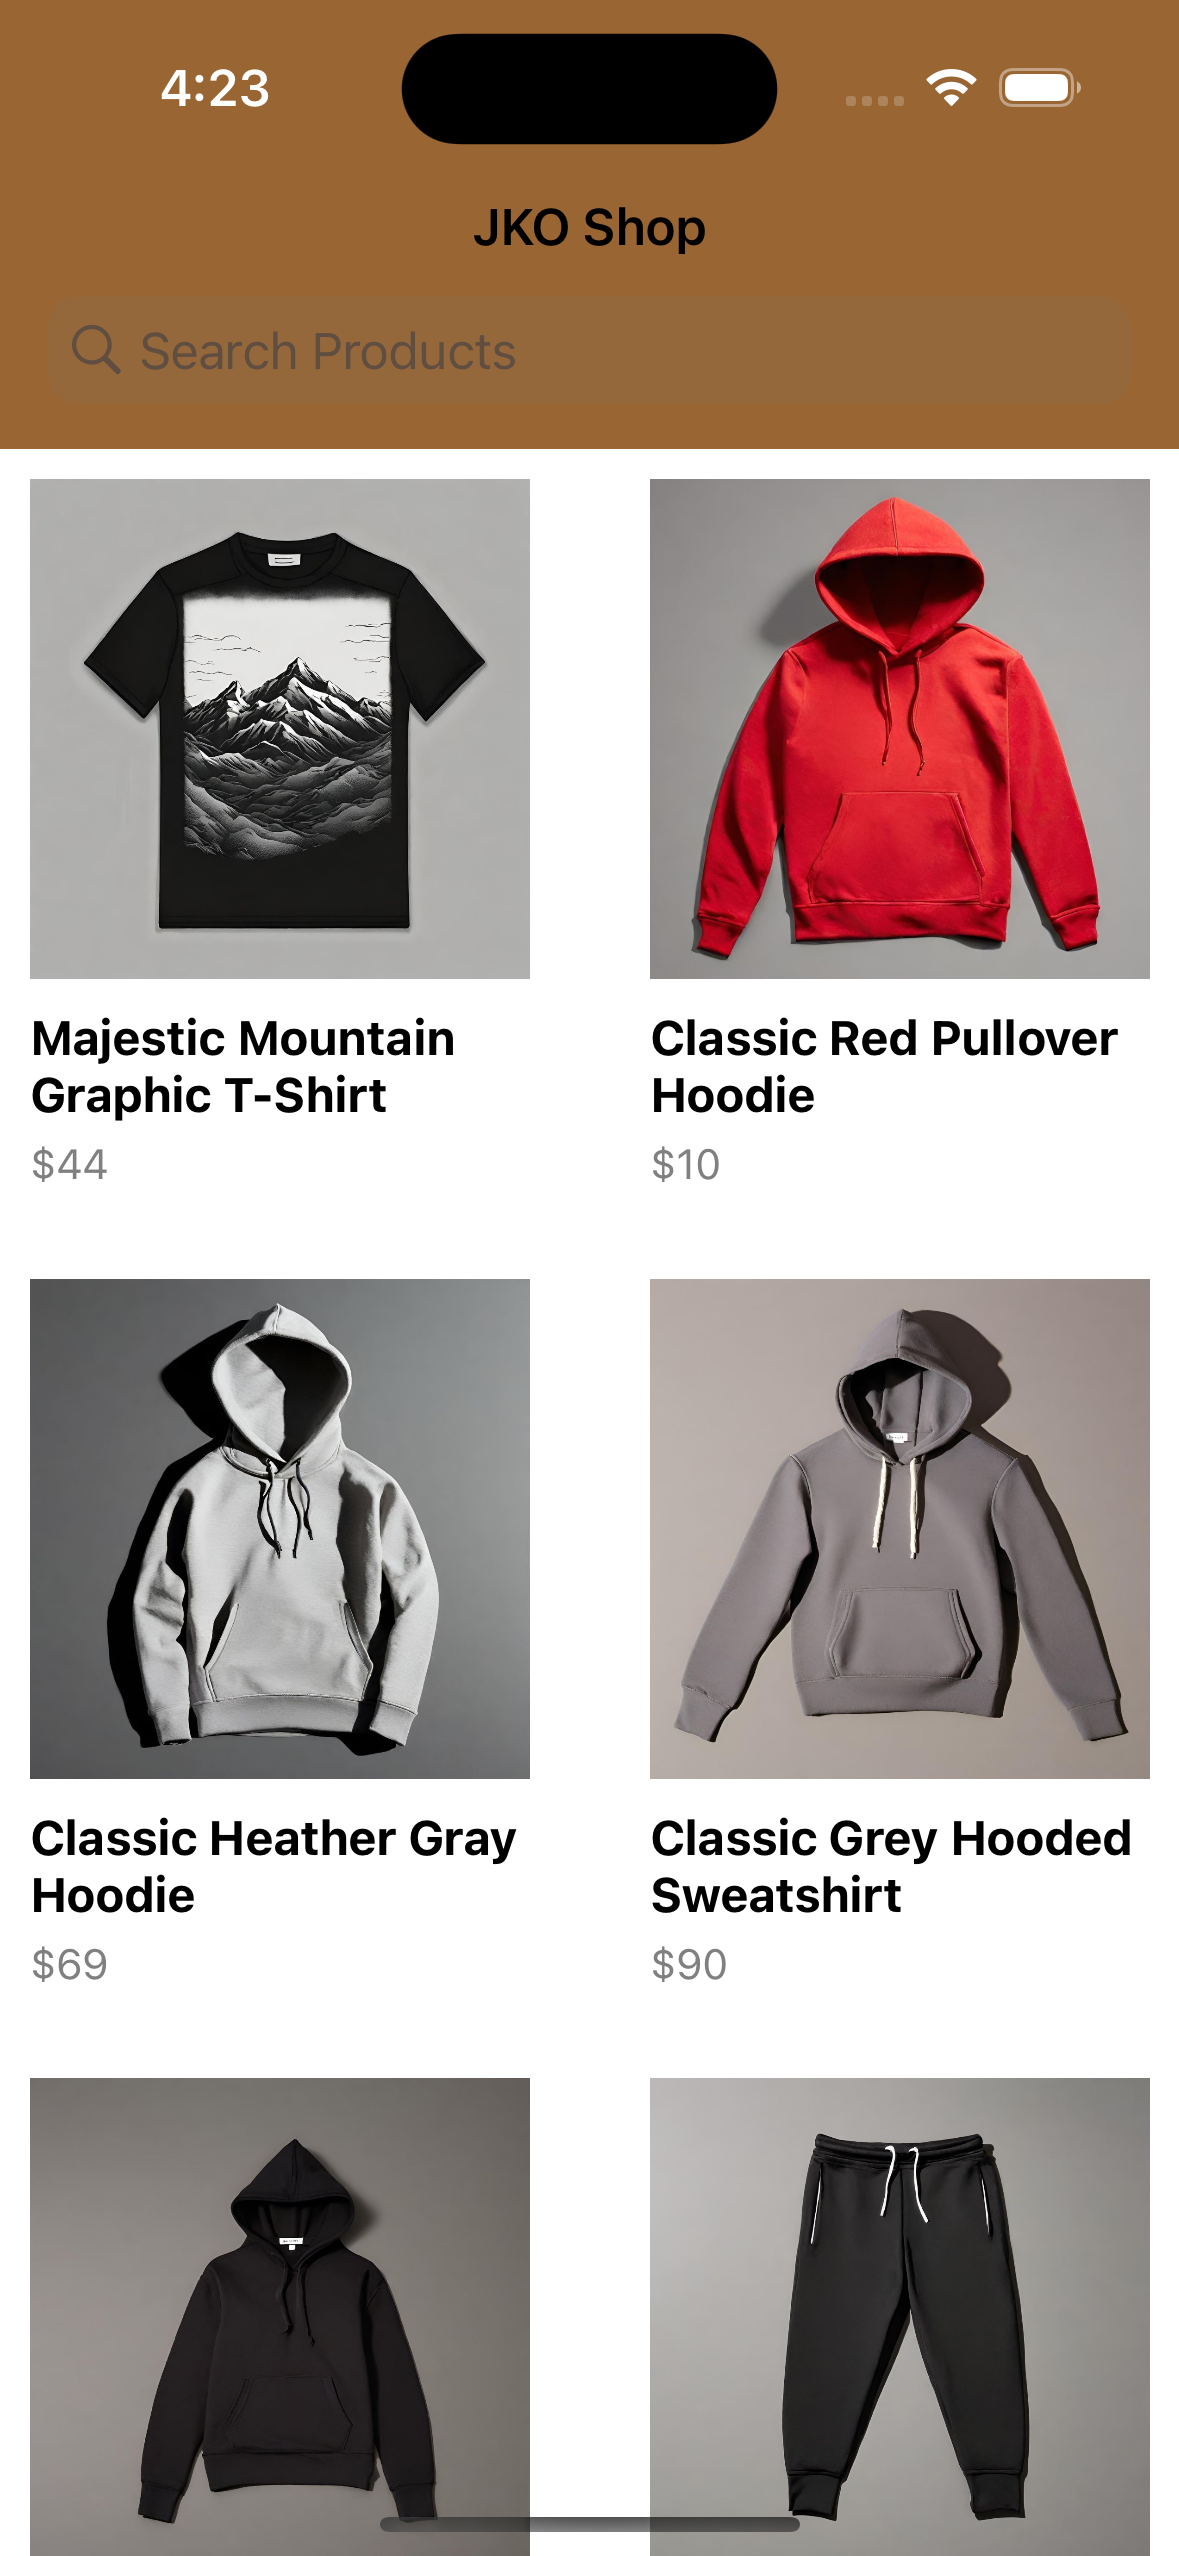 4:23
JKO Shop
Search Products
Majestic Mountain
Graphic T-Shirt
$44
Classic Red Pullover
Hoodie
$10
Classic Heather Gray
Hoodie
$69
Classic Grey Hooded
Sweatshirt
$90